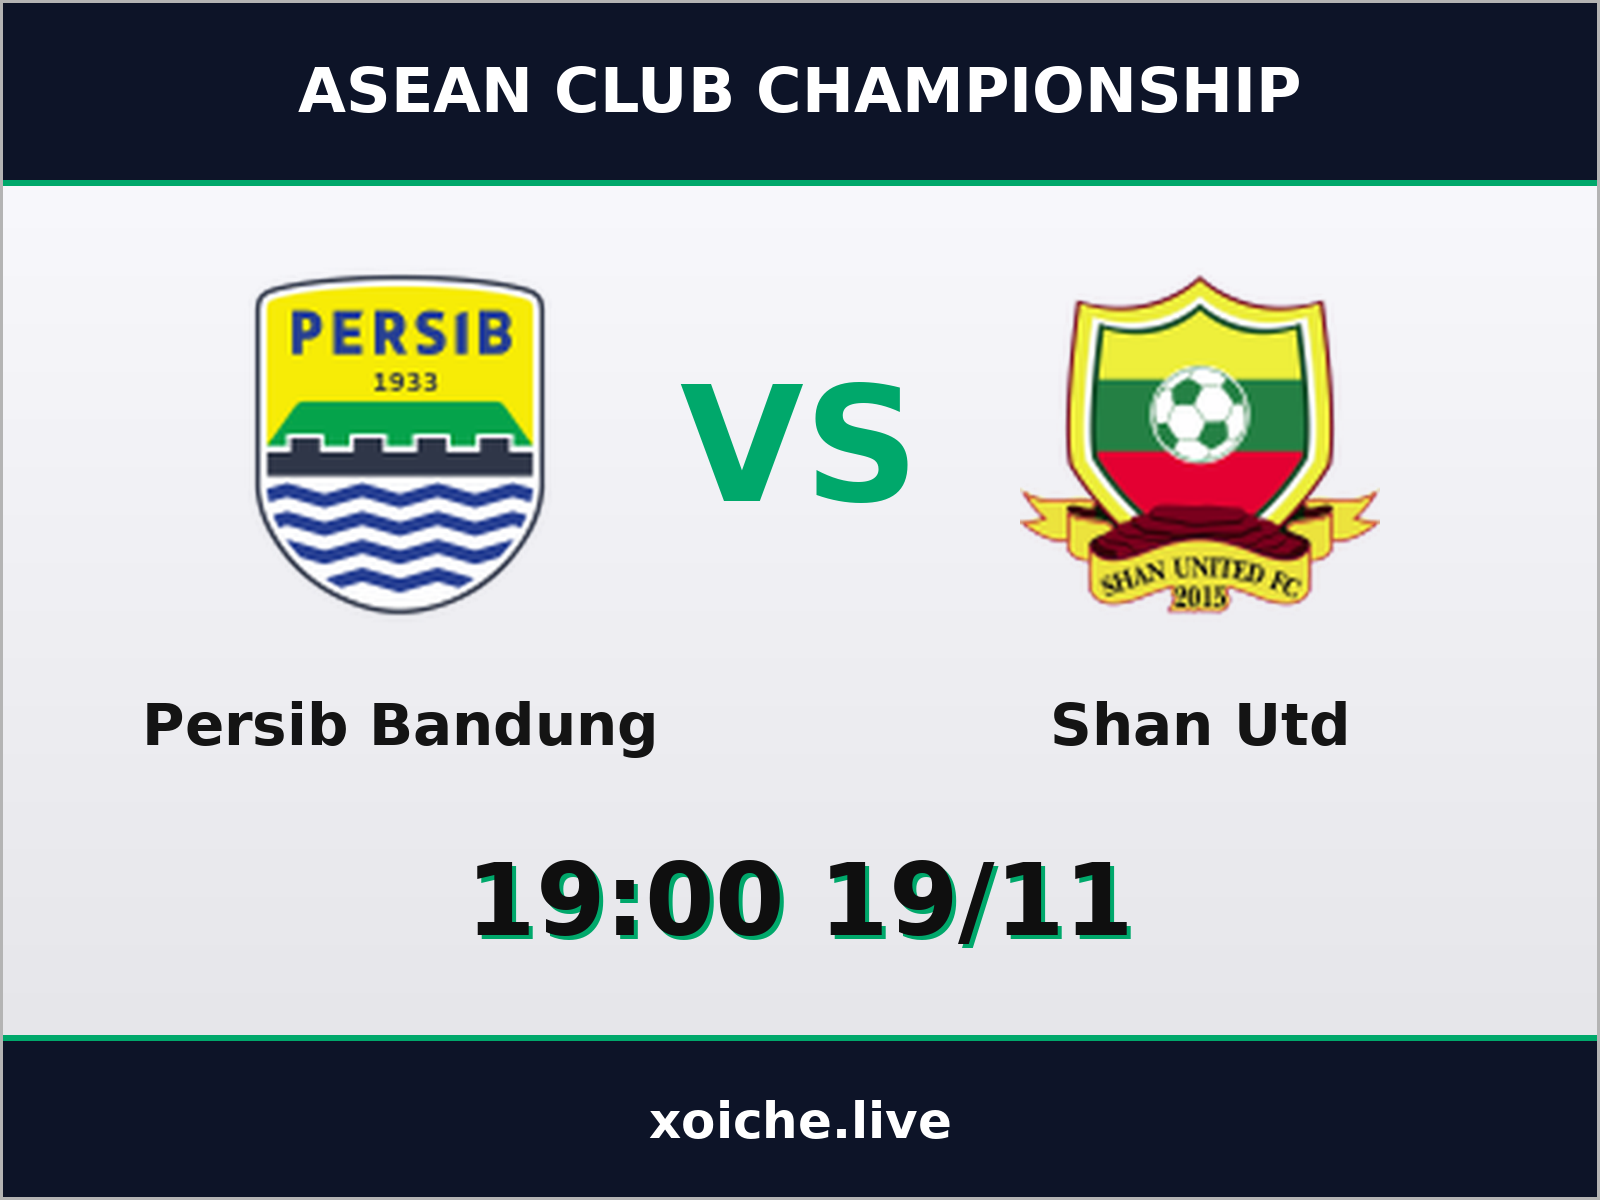 ASEAN CLUB CHAMPIONSHIP
PERSIB
1933
VS
SHAN UNITED FC
2015
Persib Bandung
Shan Utd
19:00 19/11
xoiche.live